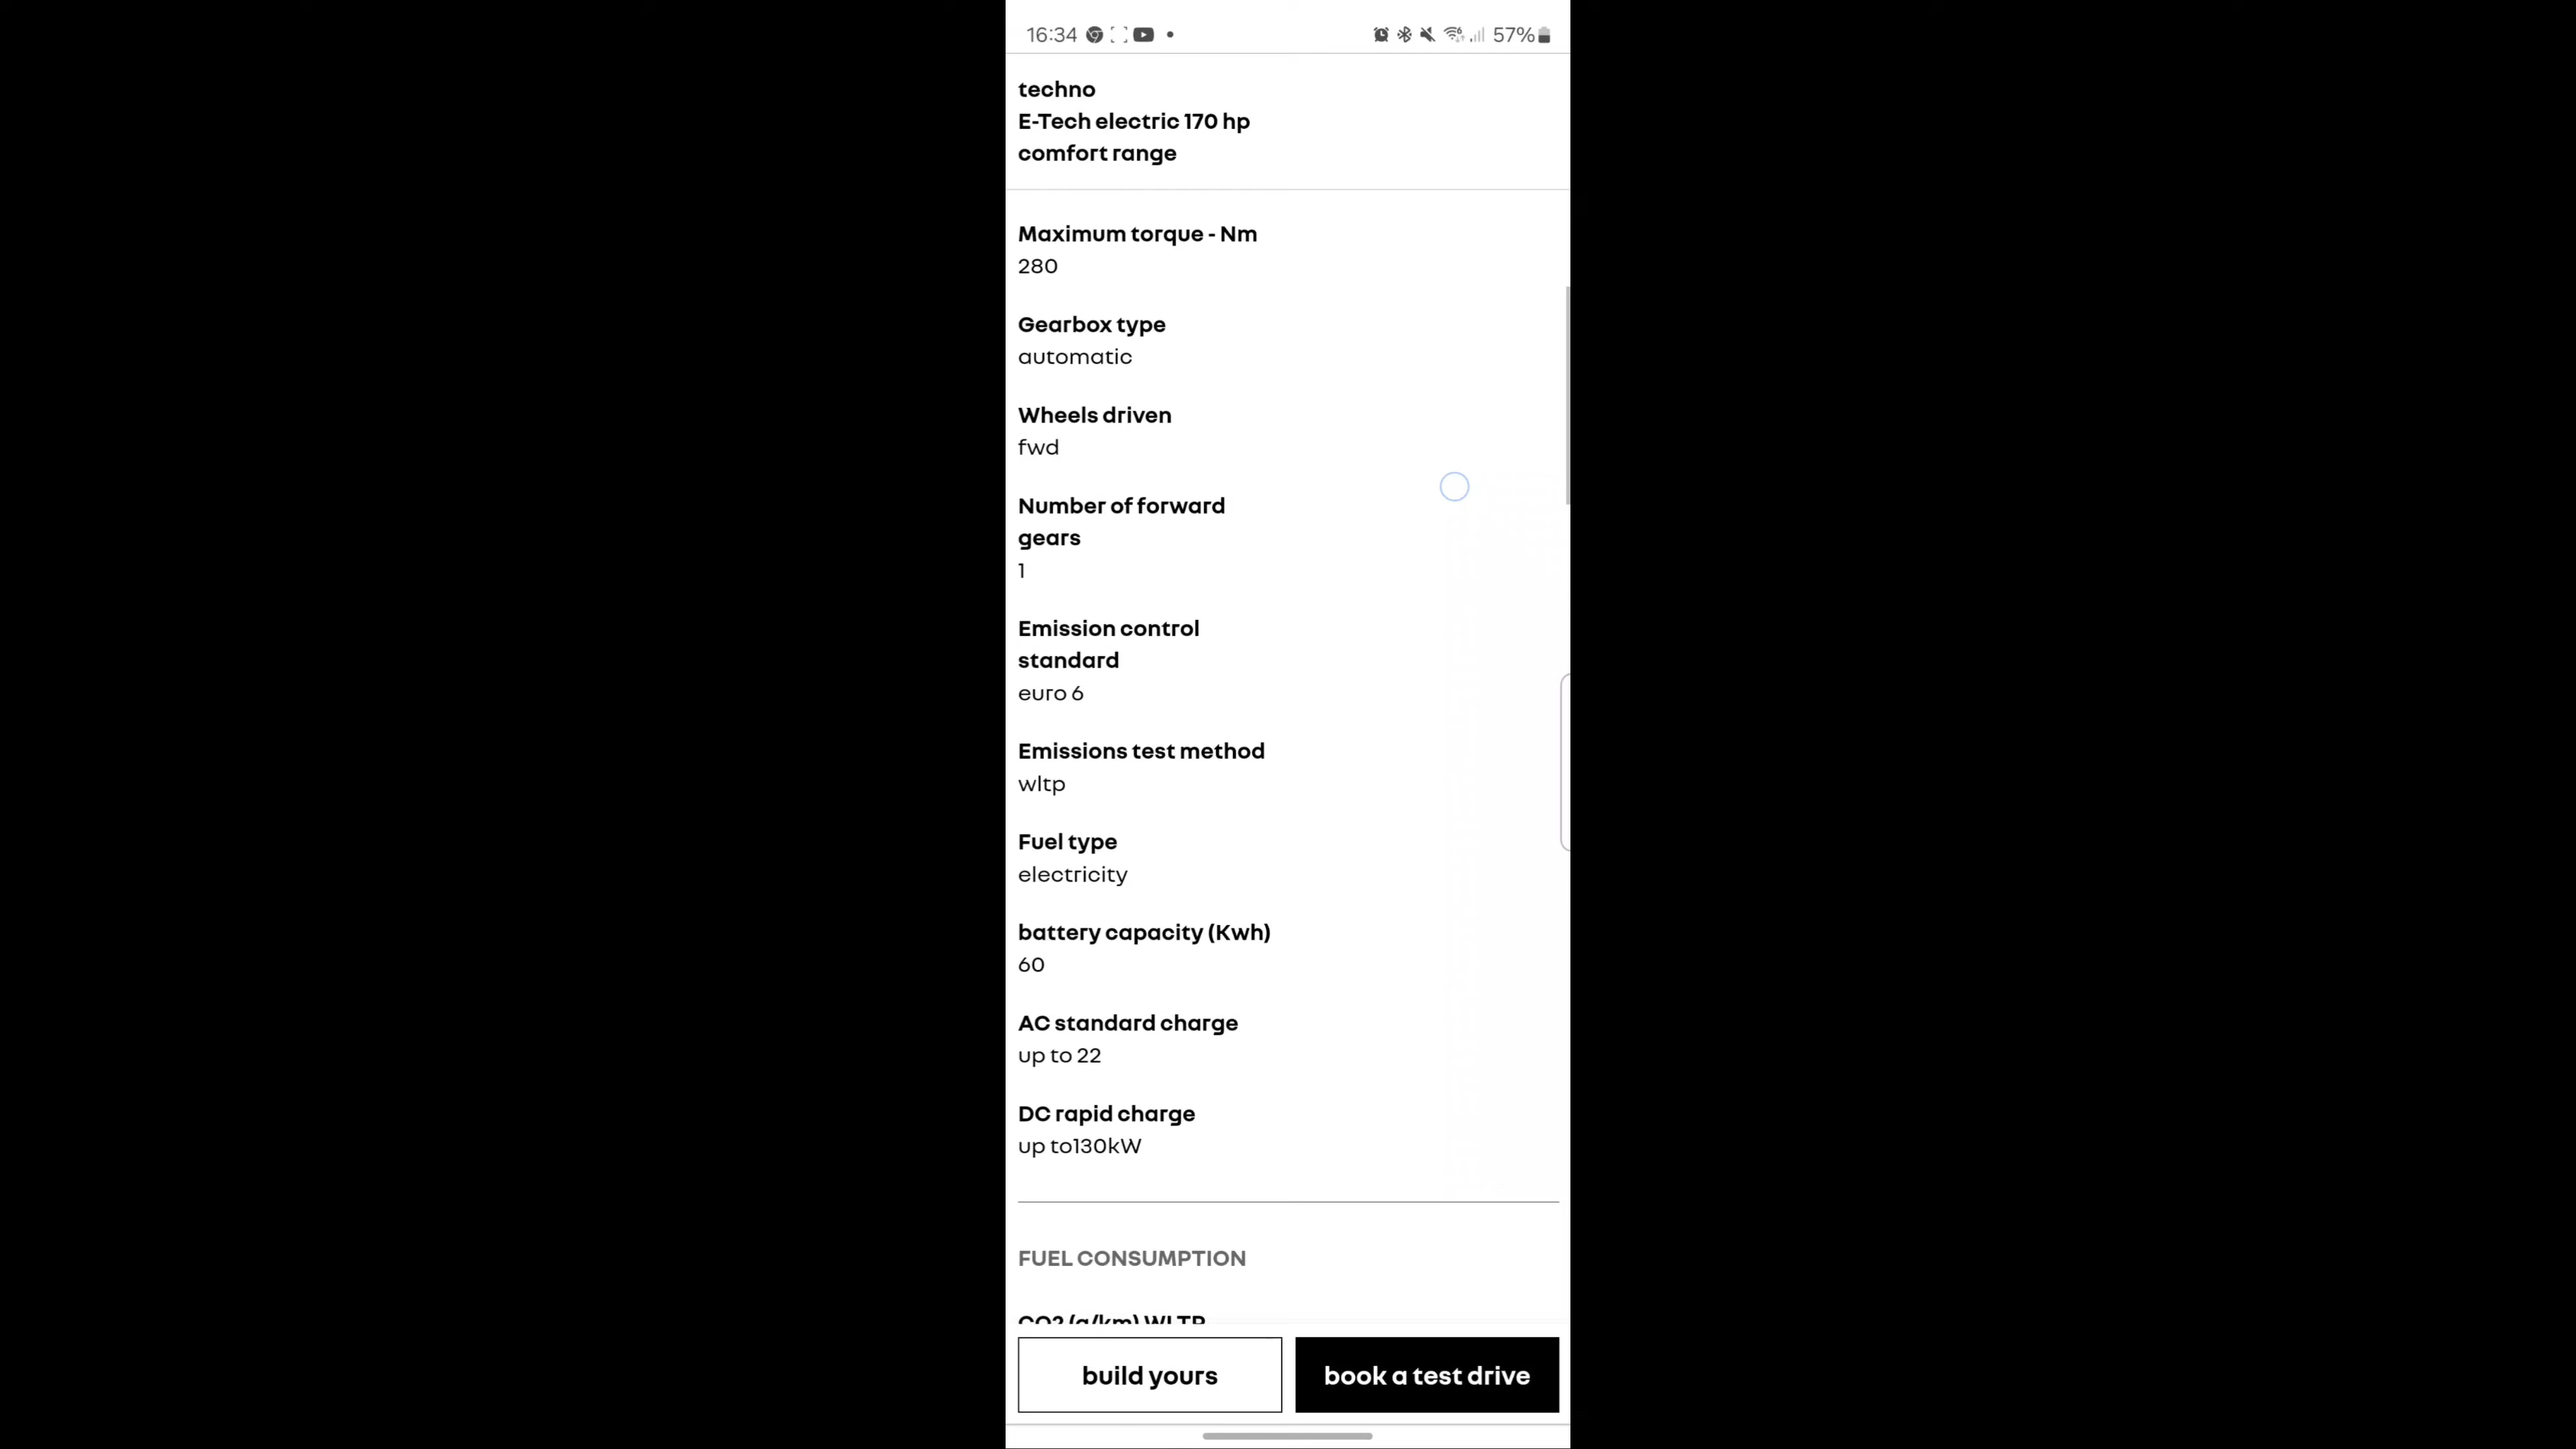 16:34
57%
techno
E-Tech electric 170 hp
comfort range
Maximum torque - Nm
280
Gearbox type
automatic
Wheels driven
fwd
Number of forward
gears
1
Emission control
standard
euro 6
Emissions test method
wltp
Fuel type
electricity
battery capacity (Kwh)
60
AC standard charge
up to 22
DC rapid charge
up to130kW
FUEL CONSUMPTION
CO2 (g/km) WLTP
build yours
book a test drive